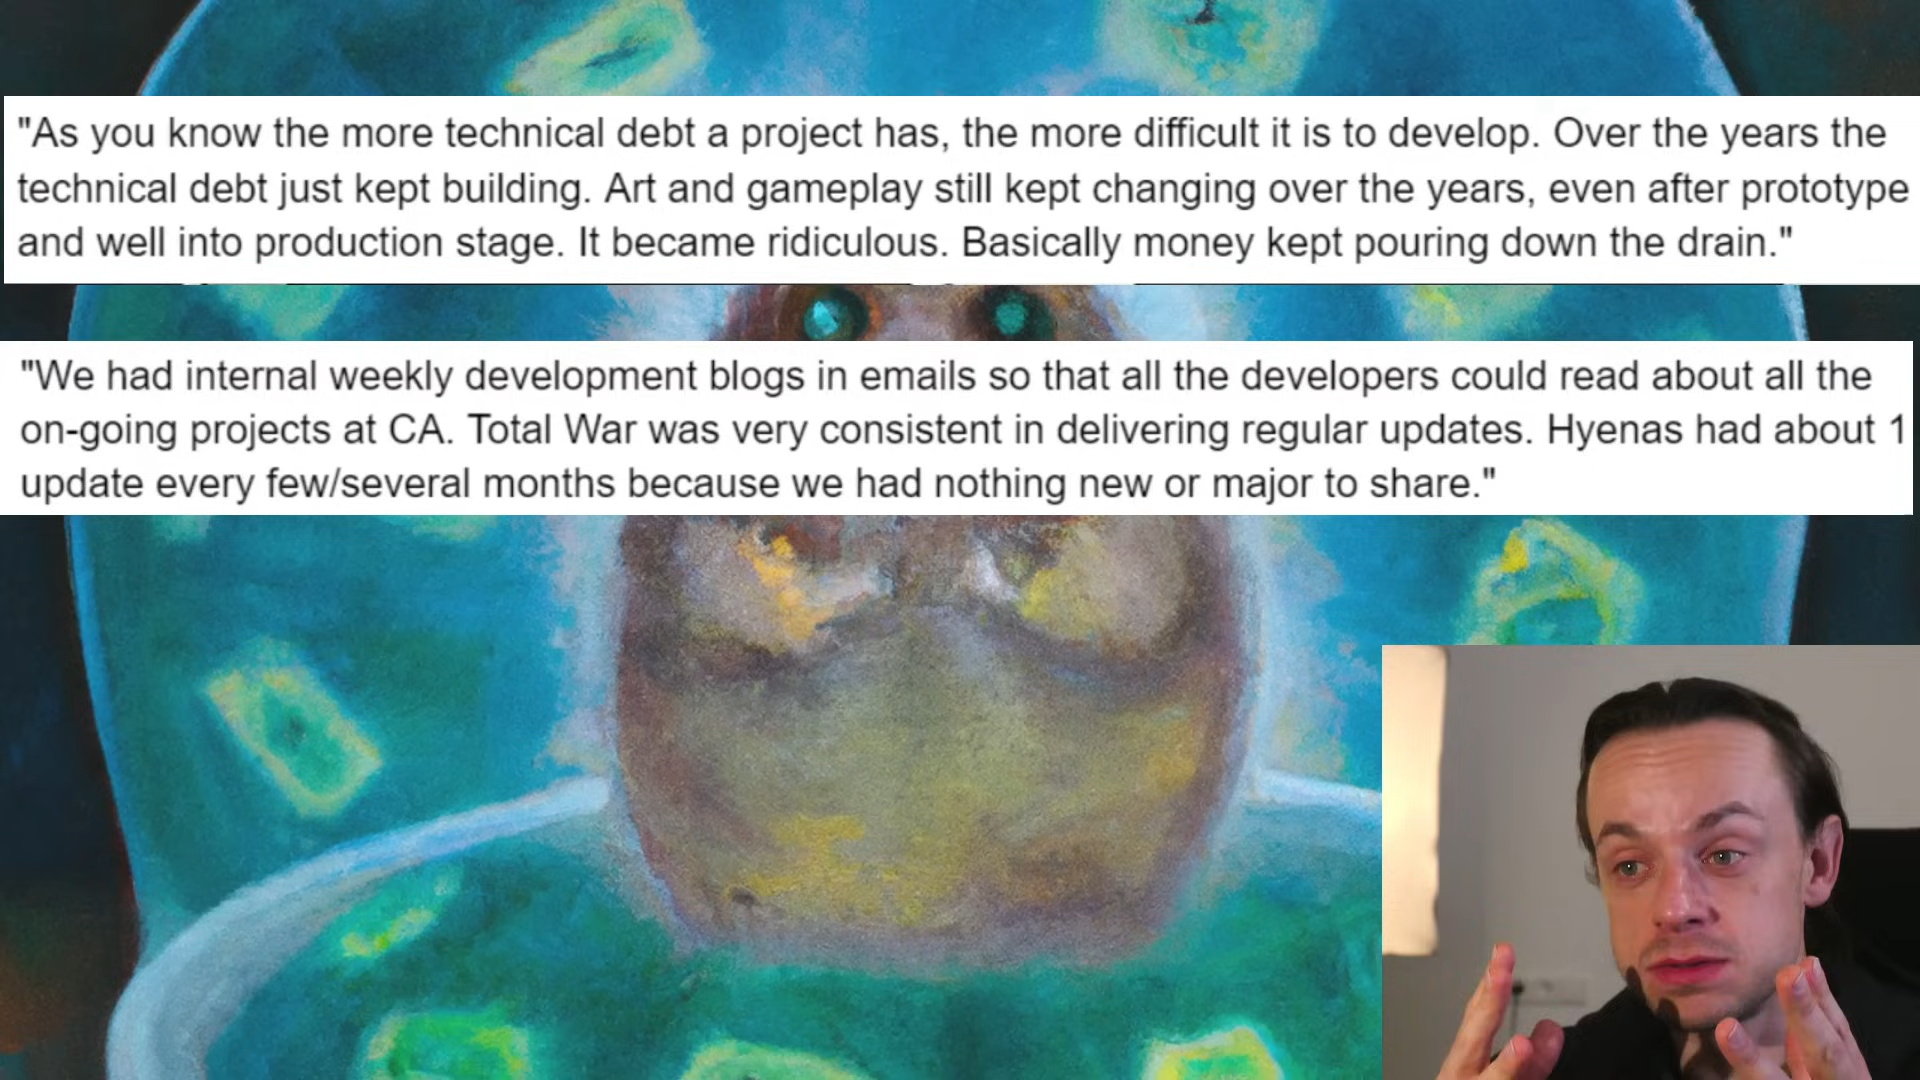 "As you know the more technical debt a project has, the more difficult it is to develop. Over the years the
technical debt just kept building. Art and gameplay still kept changing over the years, even after prototype
and well into production stage. It became ridiculous. Basically money kept pouring down the drain."
"We had internal weekly development blogs in emails so that all the developers could read about all the
on-going projects at CA. Total War was very consistent in delivering regular updates. Hyenas had about 1
update every few/several months because we had nothing new or major to share."